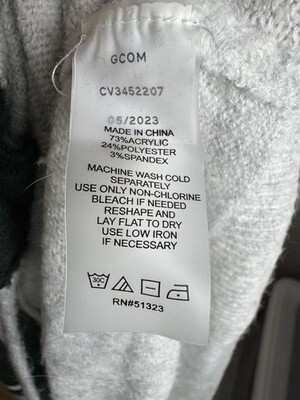 GCOM
CV3452207
05/2023
MADE IN CHINA
73%ACRYLIC
24%POLYESTER
3%SPANDEX
MACHINE WASH COLD
SEPARATELY
USE ONLY NON-CHLORINE
BLEACH IF NEEDED
RESHAPE AND
LAY FLAT TO DRY
USE LOW IRON
IF NECESSARY
30°C
RN#51323